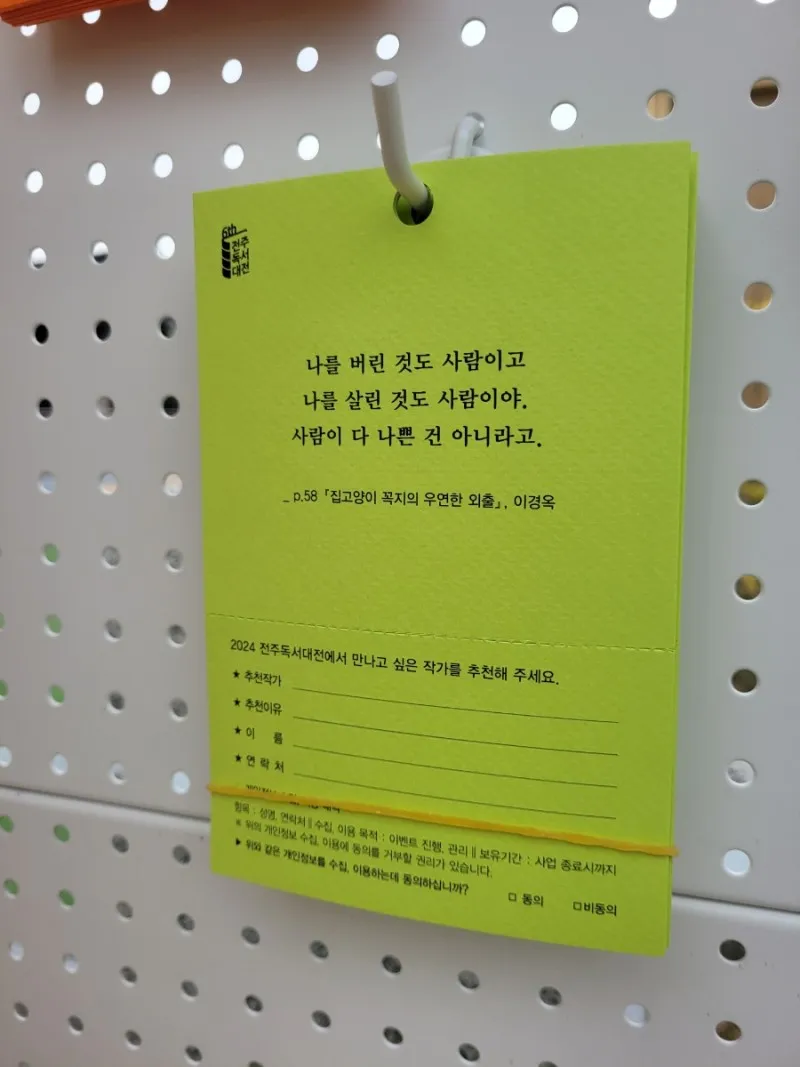 전주
독서
대전
나를 버린 것도 사람이고
나를 살린 것도 사람이야.
사람이 다 나쁜 건 아니라고.
_ p.58 『집고양이 꼭지의 우연한 외출』, 이경옥
2024 전주독서대전에서 만나고 싶은 작가를 추천해 주세요.
★ 추천작가
★ 추천이유
★ 이 름
★ 연 락 처
항목 : 성명, 연락처 ∥ 수집, 이용 목적 : 이벤트 진행, 관리 ∥ 보유기간 : 사업 종료시까지
※ 위의 개인정보 수집, 이용에 동의를 거부할 권리가 있습니다.
▶ 위와 같은 개인정보를 수집, 이용하는데 동의하십니까? □ 동의 □ 비동의